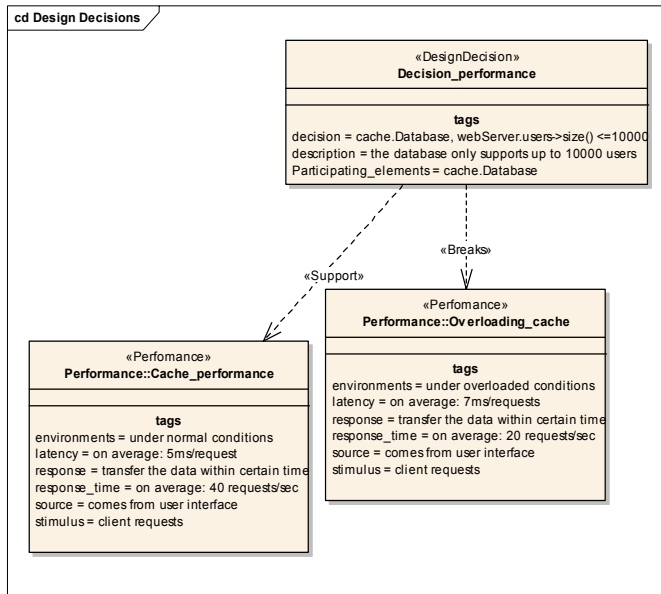 cd Design Decisions
«DesignDecision»
Decision_performance
tags
decision = cache.Database, webServer.users->size() <=10000
description = the database only supports up to 10000 users
Participating_elements = cache.Database
«Breaks»
«Support»
«Perfomance»
Performance::Overloading_cache
tags
environments = under overloaded conditions
latency = on average: 7ms/requests
response = transfer the data within certain time
response_time = on average: 20 requests/sec
source = comes from user interface
stimulus = client requests
«Perfomance»
Performance::Cache_performance
tags
environments = under normal conditions
latency = on average: 5ms/request
response = transfer the data within certain time
response_time = on average: 40 requests/sec
source = comes from user interface
stimulus = client requests